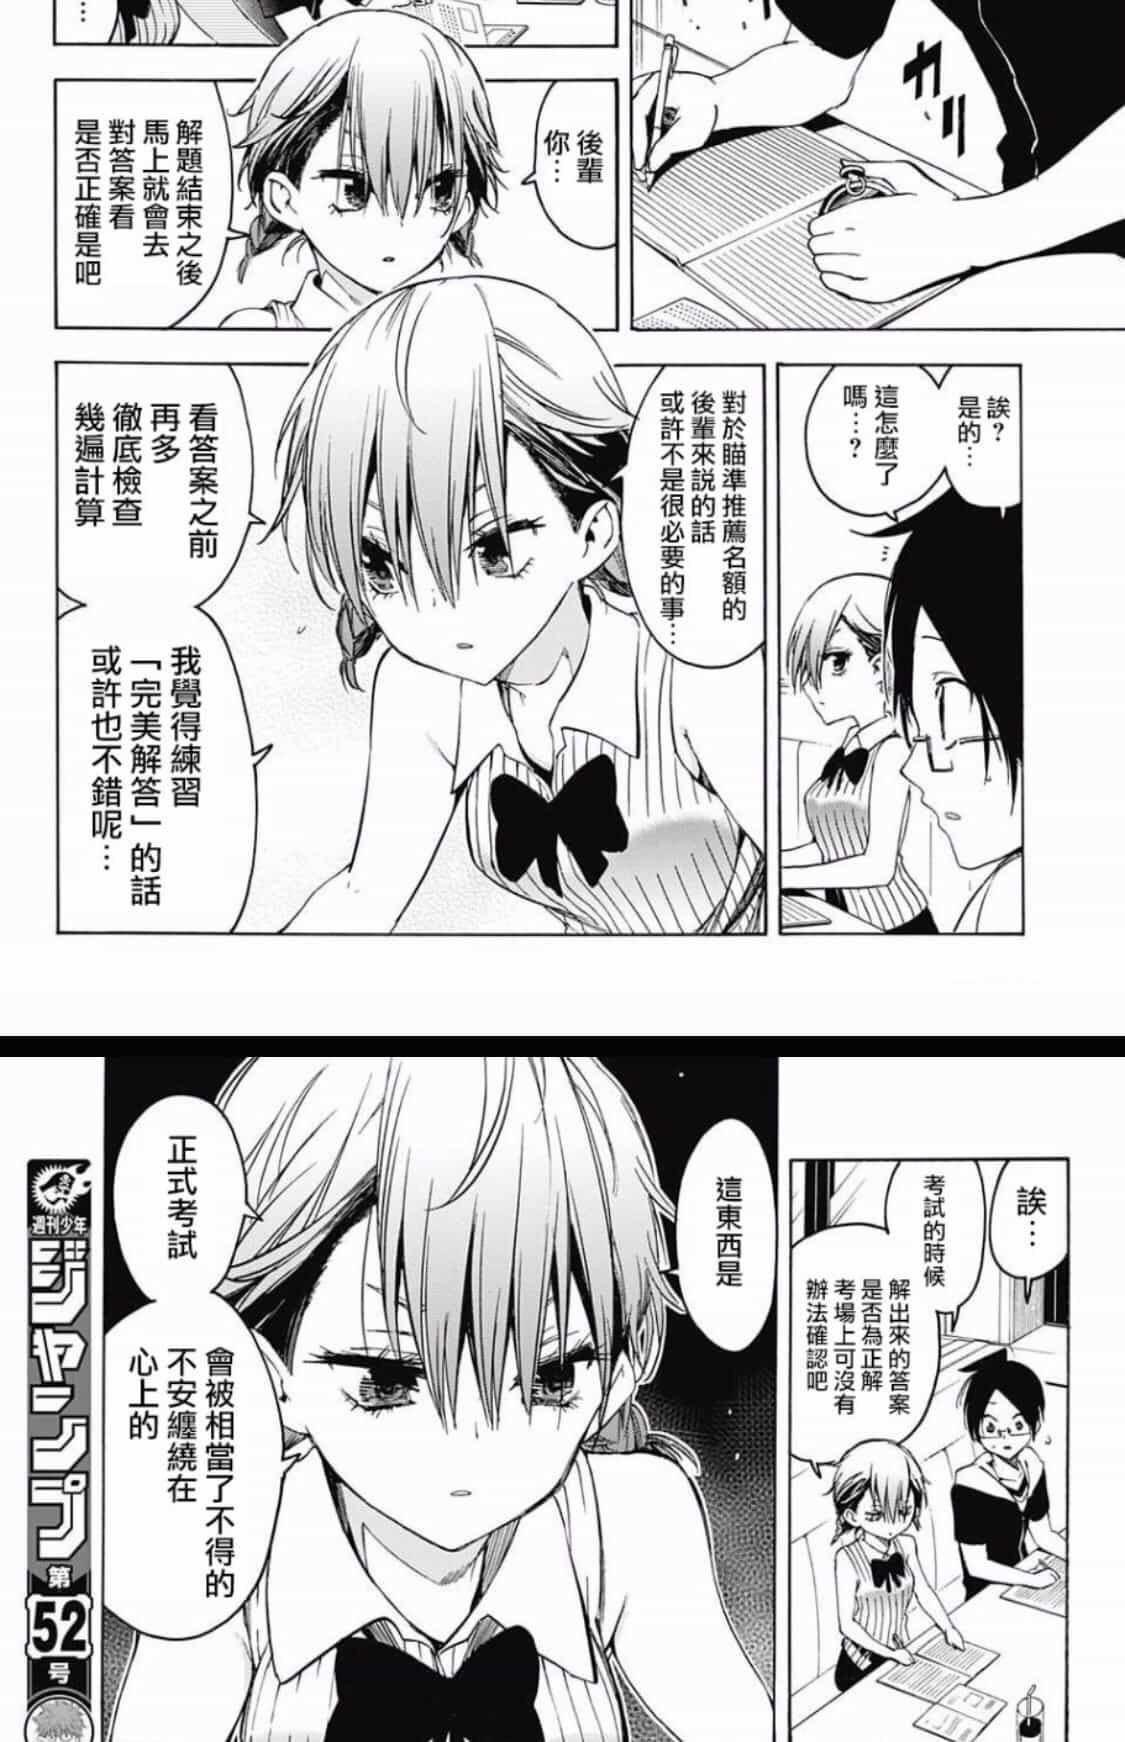 …
カリ
後輩
你…
解題結束之後
馬上就會去
對答案看
是否正確是吧
誒?
是的…
這怎麼了
嗎…?
…
對於瞄準推薦名額的
後輩來說的話
或許不是很必要的事…
看答案之前
再多
徹底檢查
幾遍計算
我覺得練習
「完美解答」的話
或許也不錯呢…
誒…
考試的時候
解出來的答案
是否為正解
考場上可沒有
辦法確認吧
這東西是
正式考試
會被相當了不得的
不安纏繞在
心上的
週刊少年
ジャンプ
第
52
号